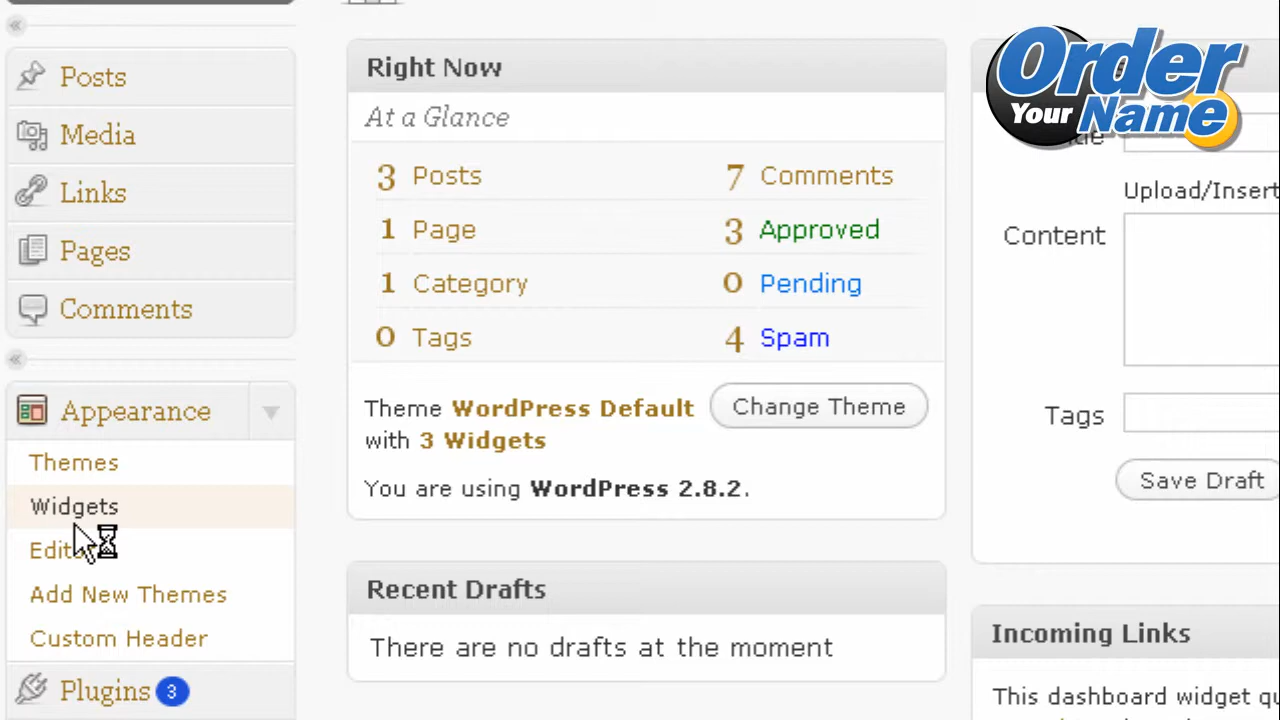 Posts
Media
Links
Pages
Comments
Appearance
Themes
Widgets
Add New Themes
Custom Header
Plugins 3
Right Now
At a Glance
3 Posts
7 Comments
1 Page
3 Approved
1 Category
0 Pending
0 Tags
4 Spam
Theme WordPress Default
Change Theme
with 3 Widgets
You are using WordPress 2.8.2.
Recent Drafts
There are no drafts at the moment
Order
Your Name
Upload/Insert
Content
Tags
Save Draft
Incoming Links
This dashboard widget